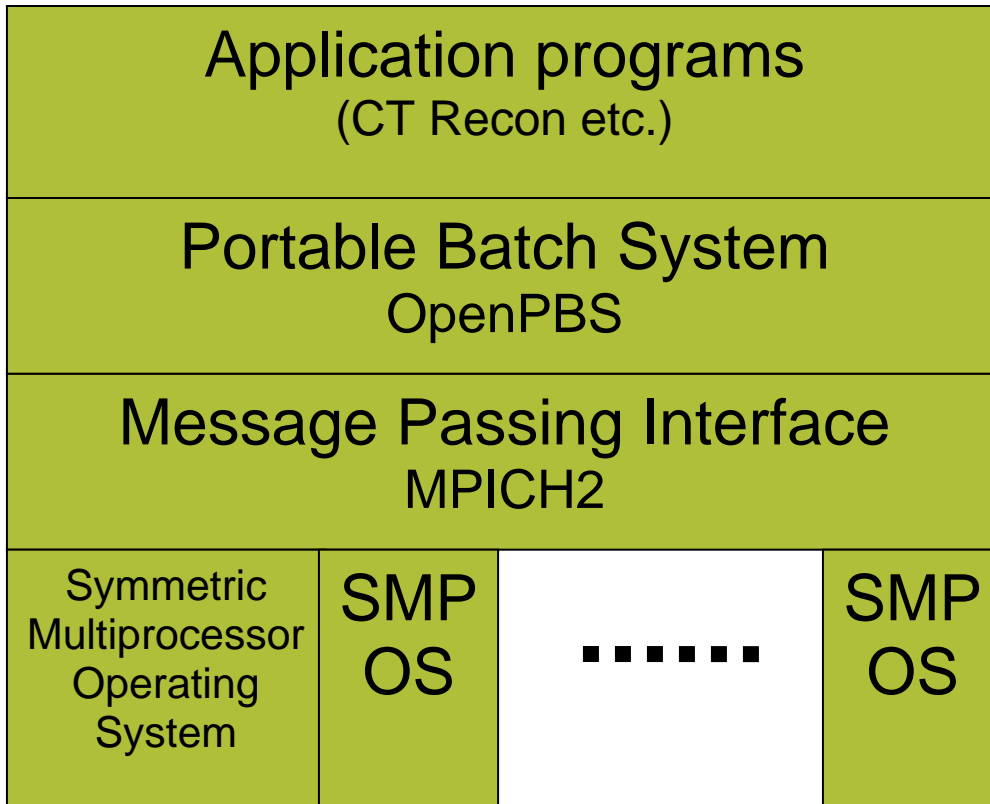 Application programs
(CT Recon etc.)
Portable Batch System
OpenPBS
Message Passing Interface
MPICH2
Symmetric
Multiprocessor
Operating
System
SMP
OS
......
SMP
OS